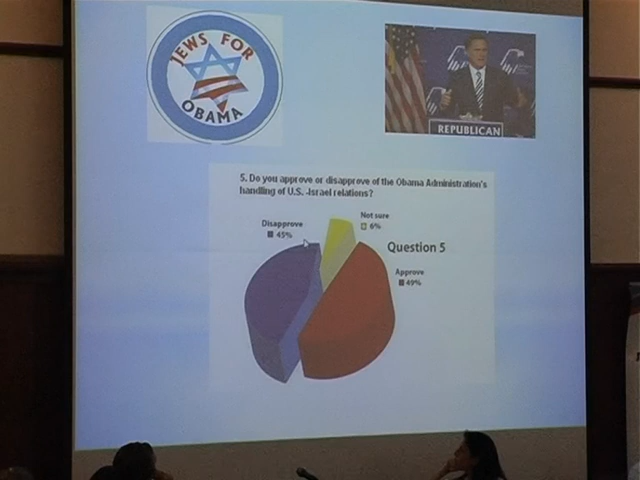 JEWS FOR
OBAMA
REPUBLICAN
5. Do you approve or disapprove of the Obama Administration's
handling of U.S. -Israel relations?
Not sure
6%
Disapprove
45%
Question 5
Approve
49%